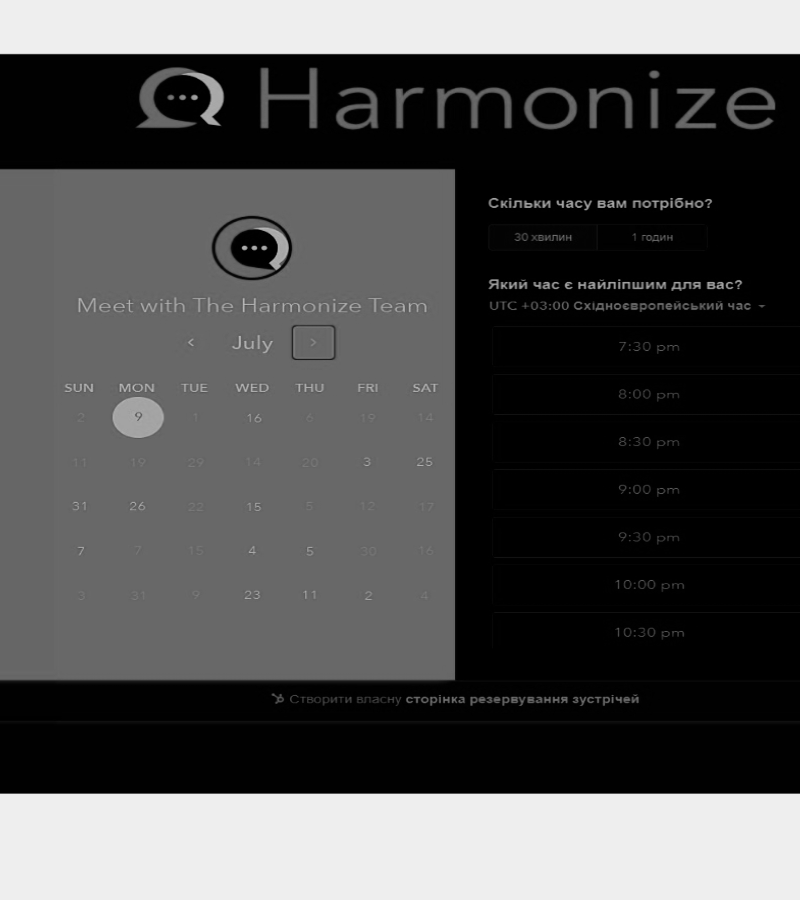 Harmonize
Meet with The Harmonize Team
‹ July ›
SUN MON TUE WED THU FRI SAT
2 9 1 16 6 19 14
11 19 29 14 20 3 25
31 26 22 15 5 12 17
7 7 15 4 5 30 16
3 31 9 23 11 2 4
Скільки часу вам потрібно?
30 хвилин 1 годин
Який час є найліпшим для вас?
UTC +03:00 Східноєвропейський час
7:30 pm
8:00 pm
8:30 pm
9:00 pm
9:30 pm
10:00 pm
10:30 pm
Створити власну сторінка резервування зустрічей